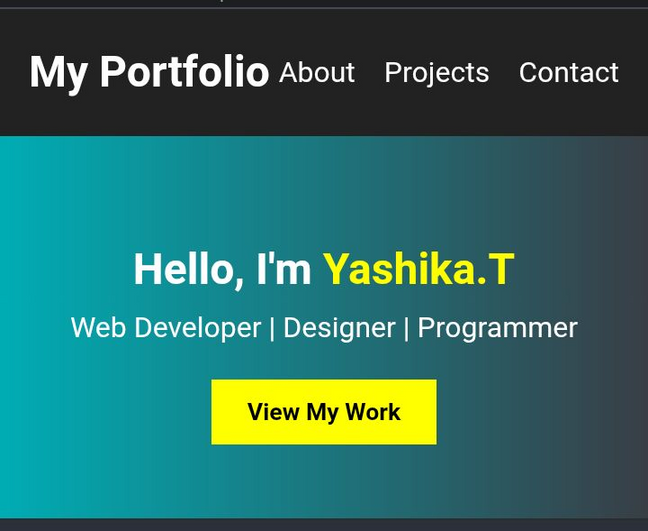 My Portfolio About Projects Contact
Hello, I'm Yashika.T
Web Developer | Designer | Programmer
View My Work